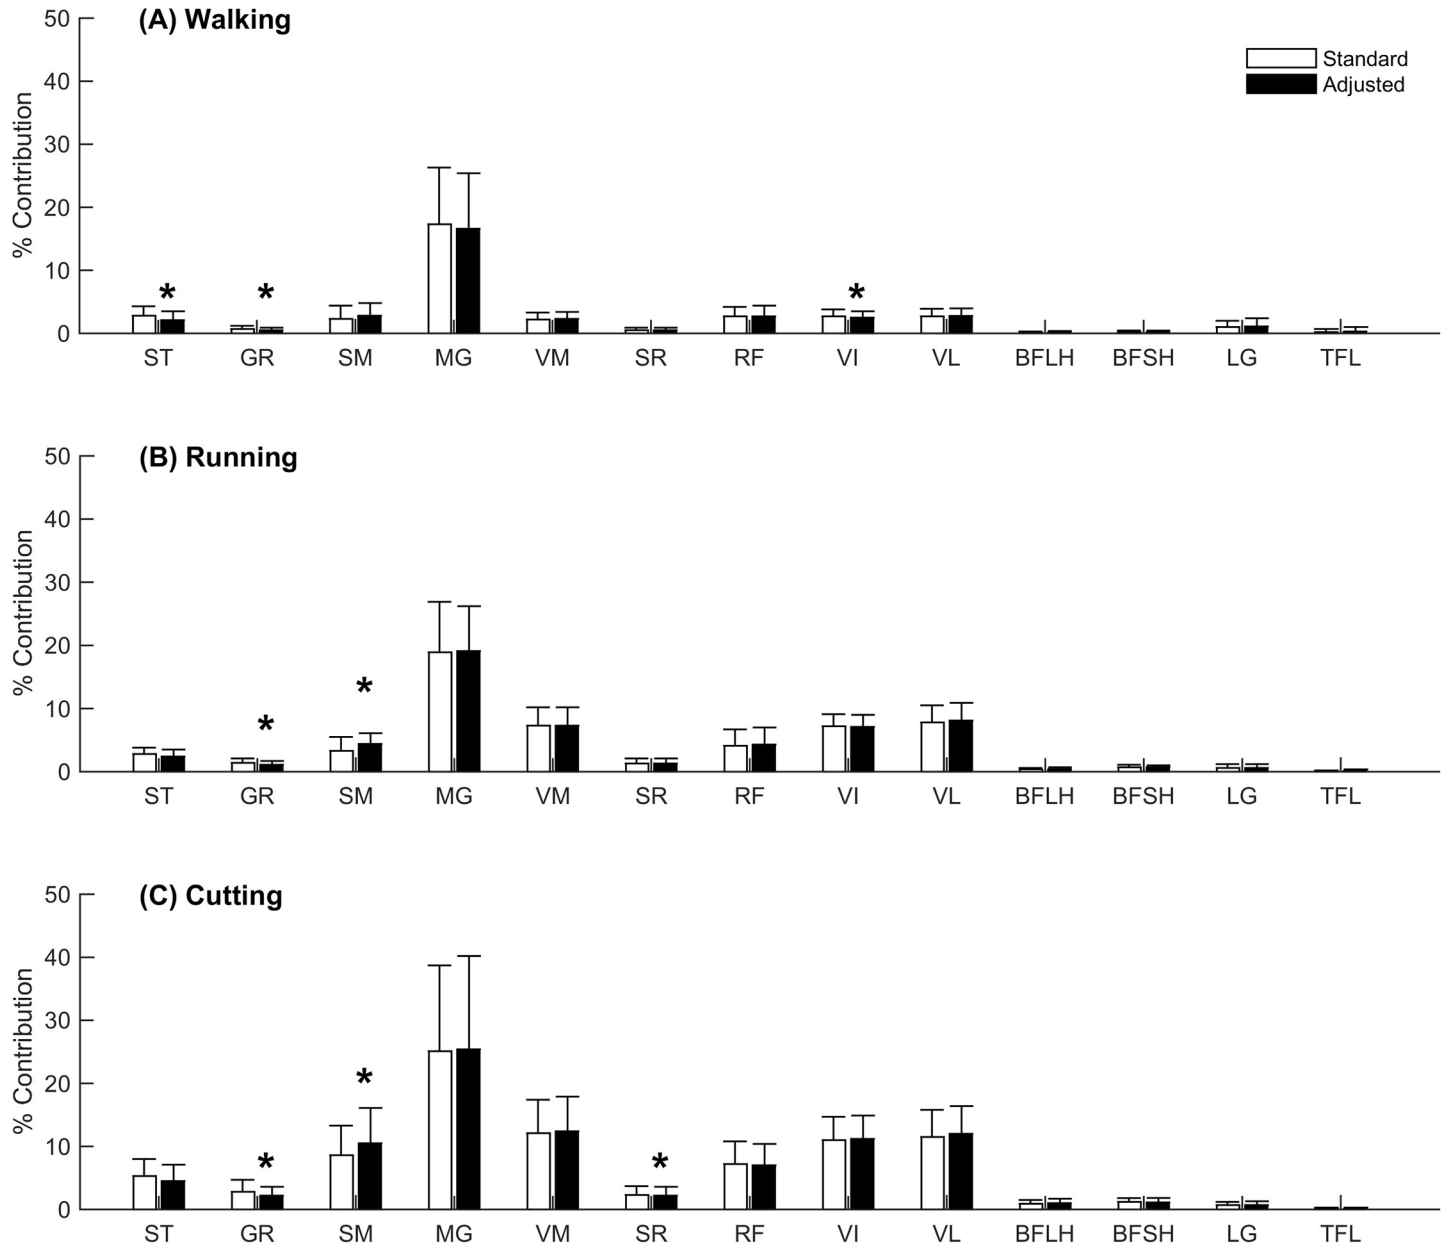 (A) Walking
50
40
30
20
10
0
% Contribution
Standard
Adjusted
* * *
ST GR SM MG VM SR RF VI VL BFLH BFSH LG TFL
(B) Running
50
40
30
20
10
0
% Contribution
* *
ST GR SM MG VM SR RF VI VL BFLH BFSH LG TFL
(C) Cutting
50
40
30
20
10
0
% Contribution
* * *
ST GR SM MG VM SR RF VI VL BFLH BFSH LG TFL